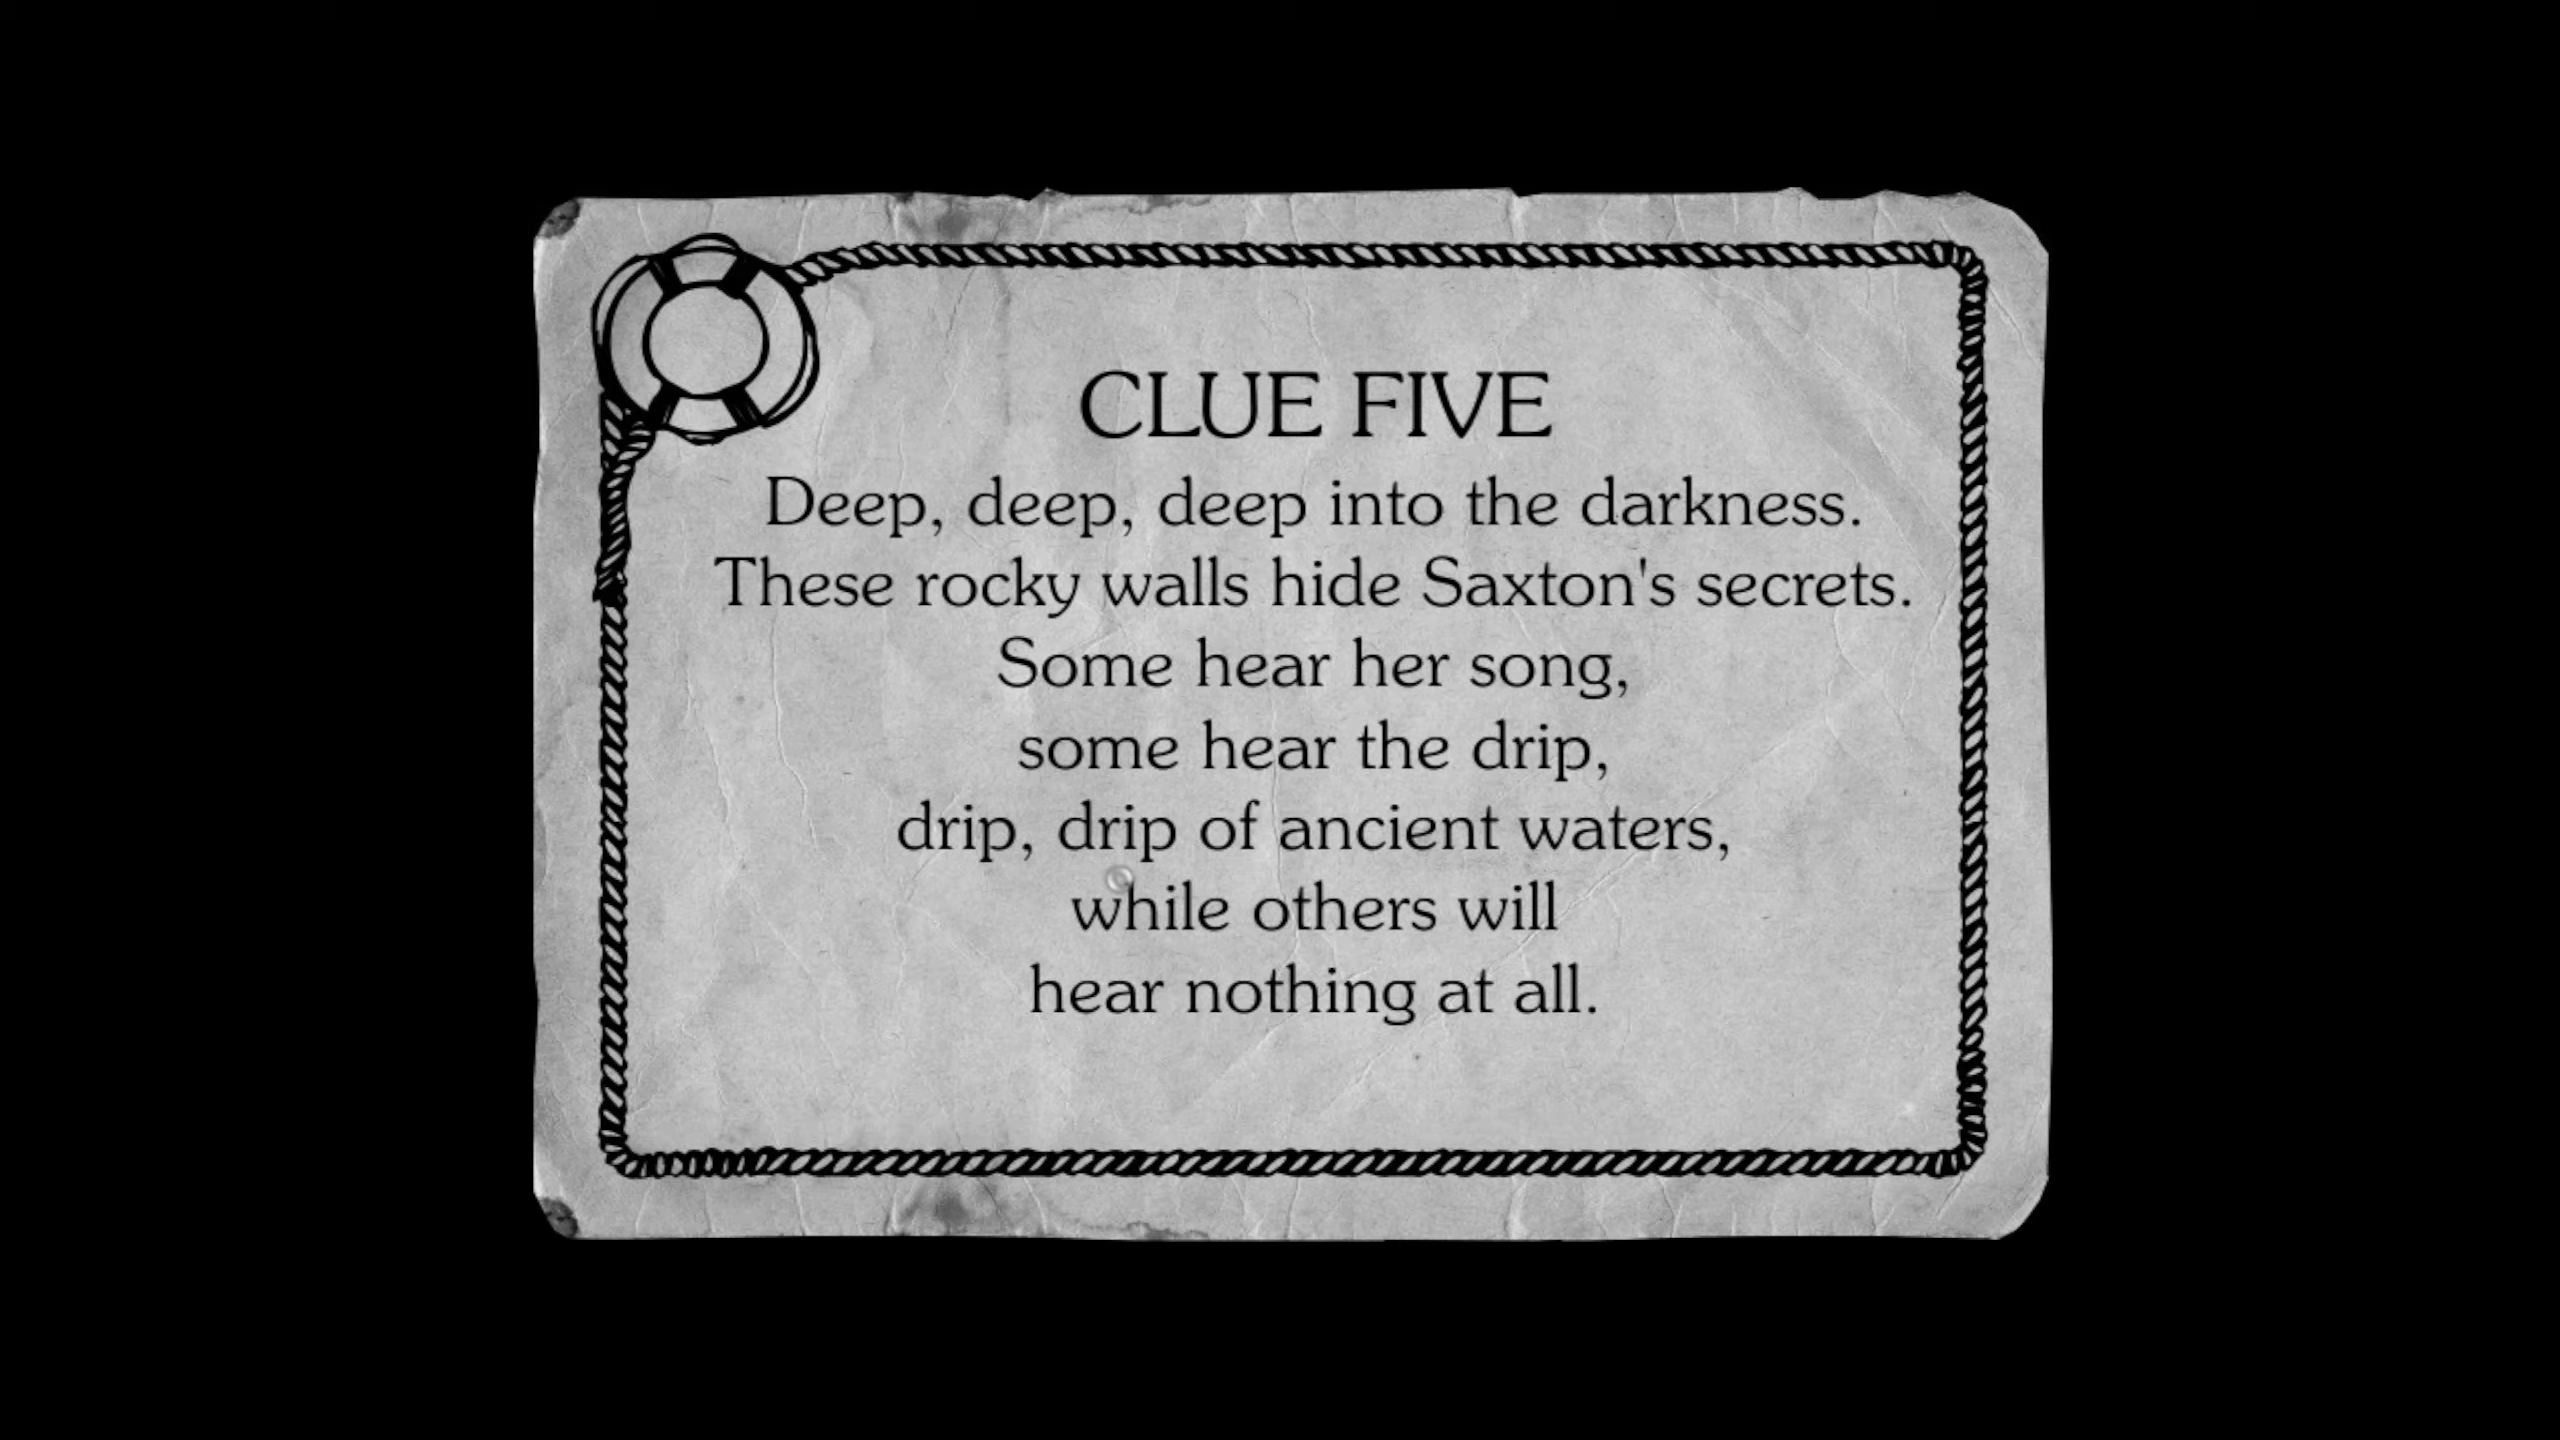 CLUE FIVE
Deep, deep, deep into the darkness.
These rocky walls hide Saxton's secrets.
Some hear her song,
some hear the drip,
drip, drip of ancient waters,
while others will
hear nothing at all.